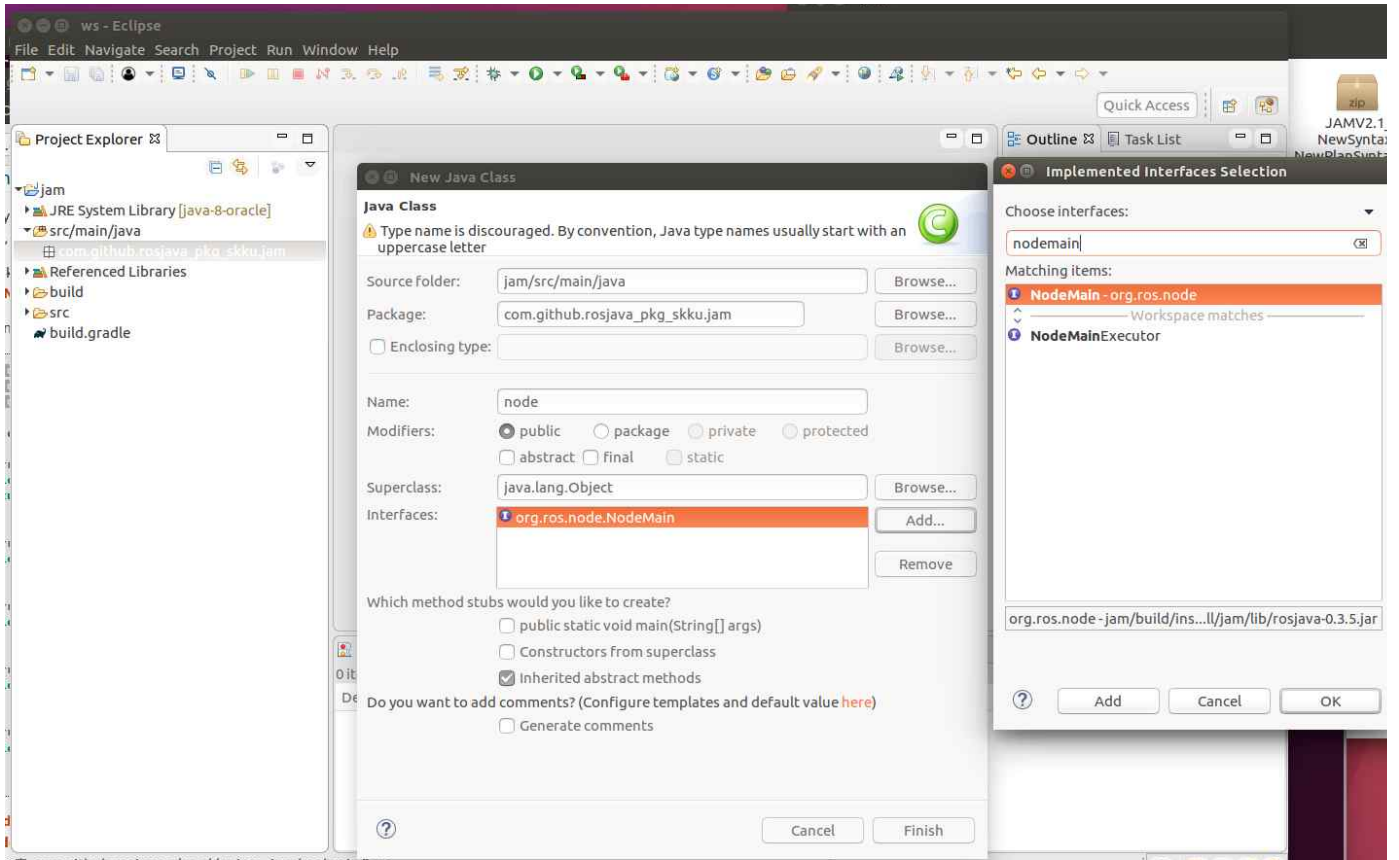 ws - Eclipse
File Edit Navigate Search Project Run Window Help
Quick Access
zip
JAMV2.1_
NewSyntax
Project Explorer
Outline
Task List
jam
JRE System Library [java-8-oracle]
src/main/java
com.github.rosjava_pkg_skku.jam
Referenced Libraries
build
src
build.gradle
New Java Class
Java Class
Type name is discouraged. By convention, Java type names usually start with an
uppercase letter
Source folder: jam/src/main/java Browse...
Package: com.github.rosjava_pkg_skku.jam Browse...
Enclosing type: Browse...
Name: node
Modifiers: public package private protected
abstract final static
Superclass: java.lang.Object Browse...
Interfaces: org.ros.node.NodeMain Add...
Remove
Which method stubs would you like to create?
public static void main(String[] args)
Constructors from superclass
Inherited abstract methods
Do you want to add comments? (Configure templates and default value here)
Generate comments
Cancel Finish
Implemented Interfaces Selection
Choose interfaces:
nodemain
Matching items:
NodeMain - org.ros.node
Workspace matches
NodeMainExecutor
org.ros.node - jam/build/ins...ll/jam/lib/rosjava-0.3.5.jar
Add Cancel OK
0 it
De